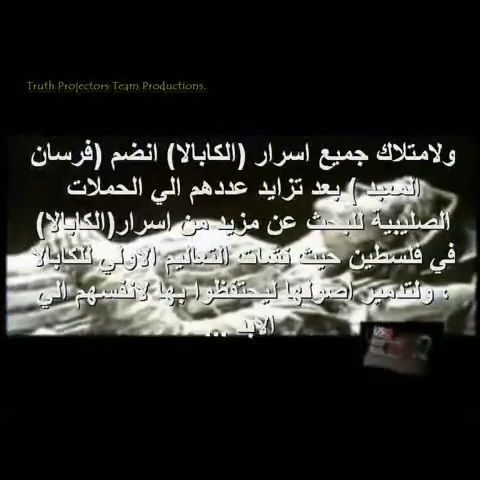 Truth Projectors Team Productions.
ولامتلاك جميع اسرار (الكابالا) انضم (فرسان
المعبد ) بعد تزايد عددهم الي الحملات
الصليبية للبحث عن مزيد من اسرار(الكابالا)
في فلسطين حيث نشات التعاليم الاولي للكابالا
، ولتدمير اصولها ليحتفظوا بها لانفسهم الي
الابد ...